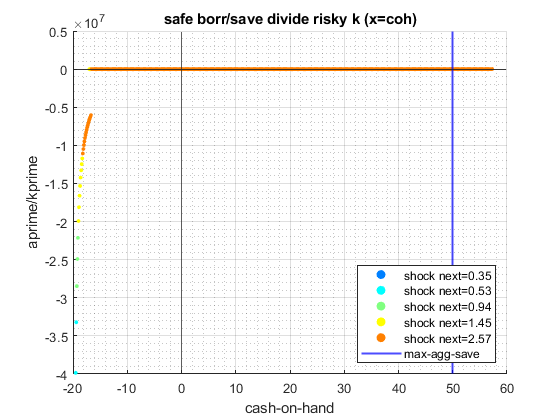 safe borr/save divide risky k (x=coh)
×10⁷
0.5
0
-0.5
-1
-1.5
-2
-2.5
-3
-3.5
-4
aprime/kprime
shock next=0.35
shock next=0.53
shock next=0.94
shock next=1.45
shock next=2.57
max-agg-save
-20 -10 0 10 20 30 40 50 60
cash-on-hand